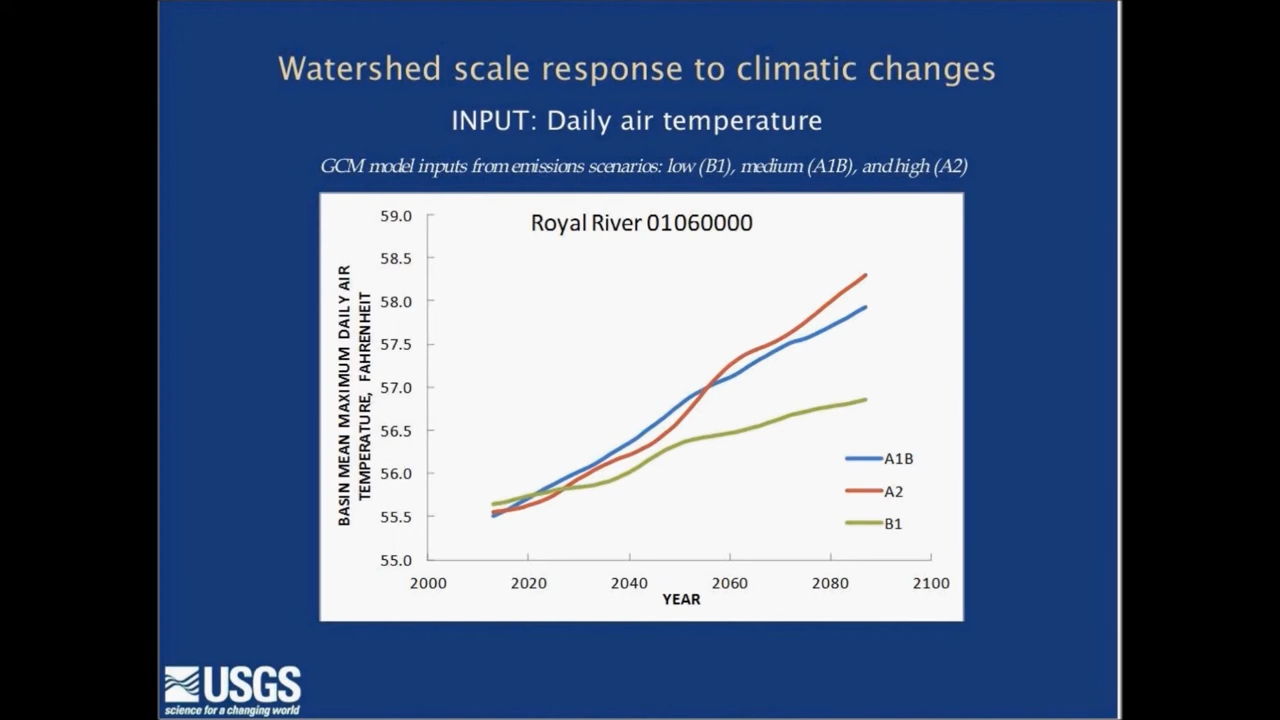 Watershed scale response to climatic changes
INPUT: Daily air temperature
GCM model inputs from emissions scenarios: low (B1), medium (A1B), and high (A2)
Royal River 01060000
BASIN MEAN MAXIMUM DAILY AIR
TEMPERATURE, FAHRENHEIT
59.0
58.5
58.0
57.5
57.0
56.5
56.0
55.5
55.0
A1B
A2
B1
2000 2020 2040 2060 2080 2100
YEAR
USGS
science for a changing world